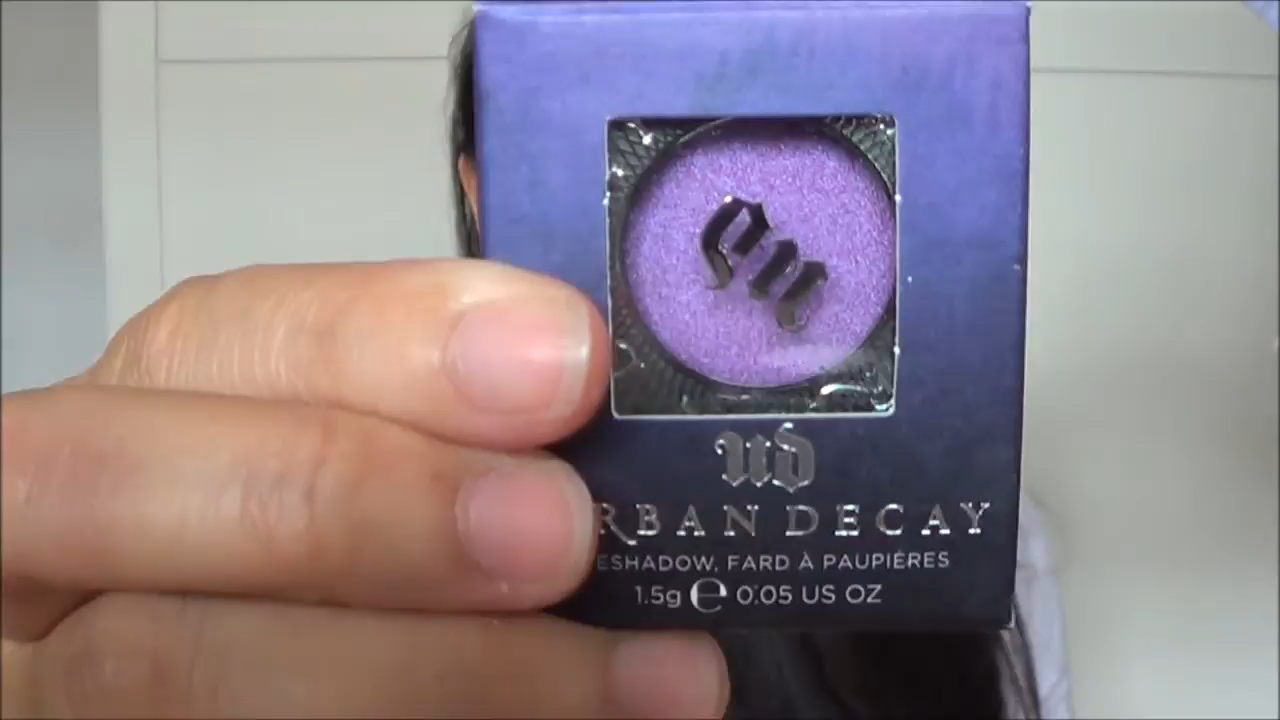 ud
RBAN DECAY
ESHADOW, FARD À PAUPIÈRES
1.5g e 0.05 US OZ